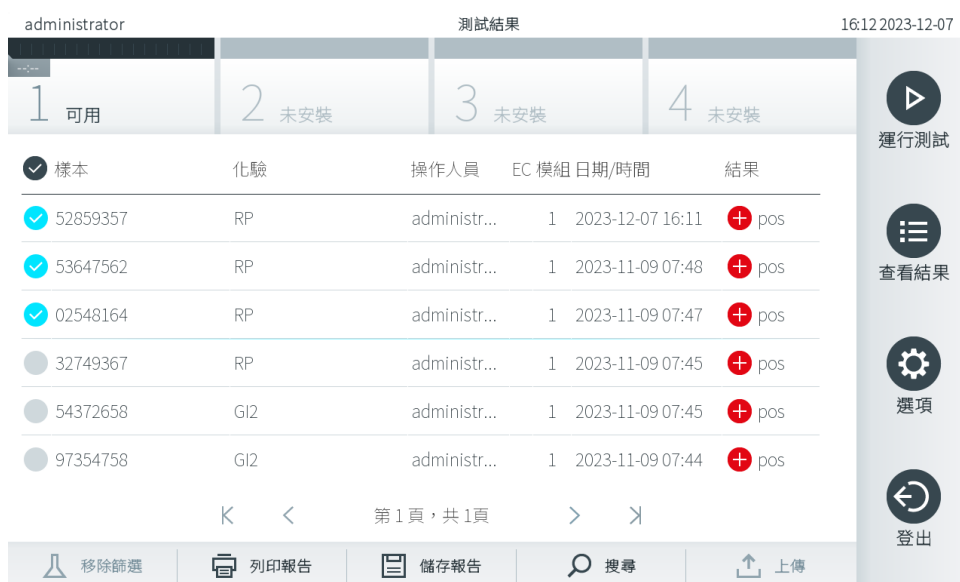 administrator 測試結果 16:12 2023-12-07
--:--
1 可用 2 未安裝 3 未安裝 4 未安裝
運行測試
樣本 化驗 操作人員 EC 模組 日期/時間 結果
52859357 RP administr... 1 2023-12-07 16:11 pos
53647562 RP administr... 1 2023-11-09 07:48 pos
查看結果
02548164 RP administr... 1 2023-11-09 07:47 pos
32749367 RP administr... 1 2023-11-09 07:45 pos
54372658 GI2 administr... 1 2023-11-09 07:45 pos
選項
97354758 GI2 administr... 1 2023-11-09 07:44 pos
第 1 頁，共 1頁
登出
移除篩選 列印報告 儲存報告 搜尋 上傳